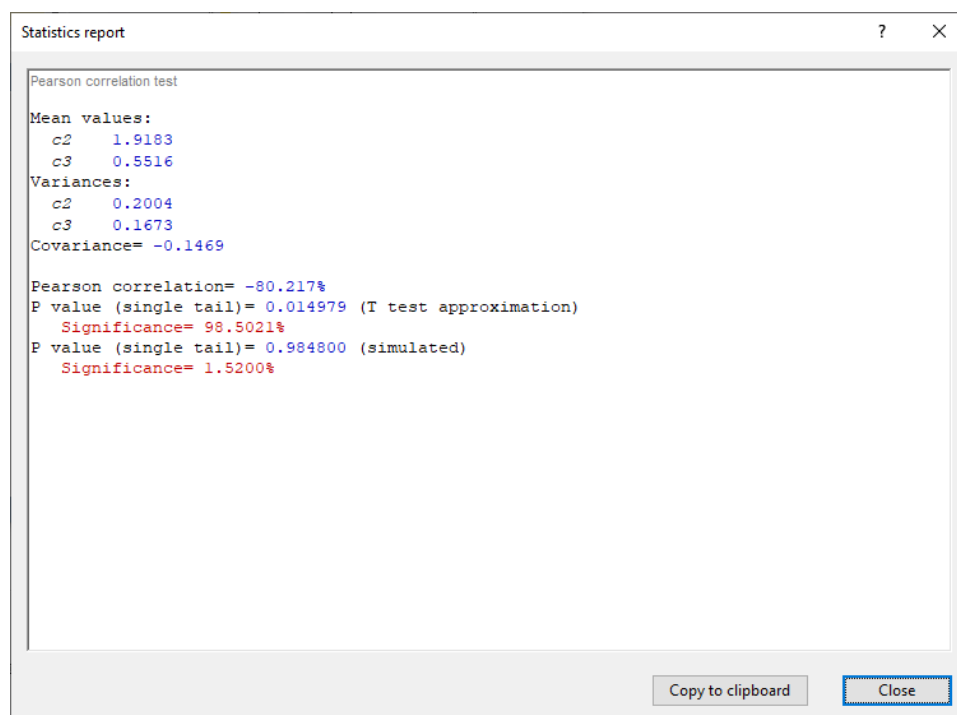 Statistics report
?
Pearson correlation test
Mean values:
c2 1.9183
c3 0.5516
Variances:
c2 0.2004
c3 0.1673
Covariance= -0.1469
Pearson correlation= -80.217%
P value (single tail)= 0.014979 (T test approximation)
Significance= 98.5021%
P value (single tail)= 0.984800 (simulated)
Significance= 1.5200%
Copy to clipboard Close